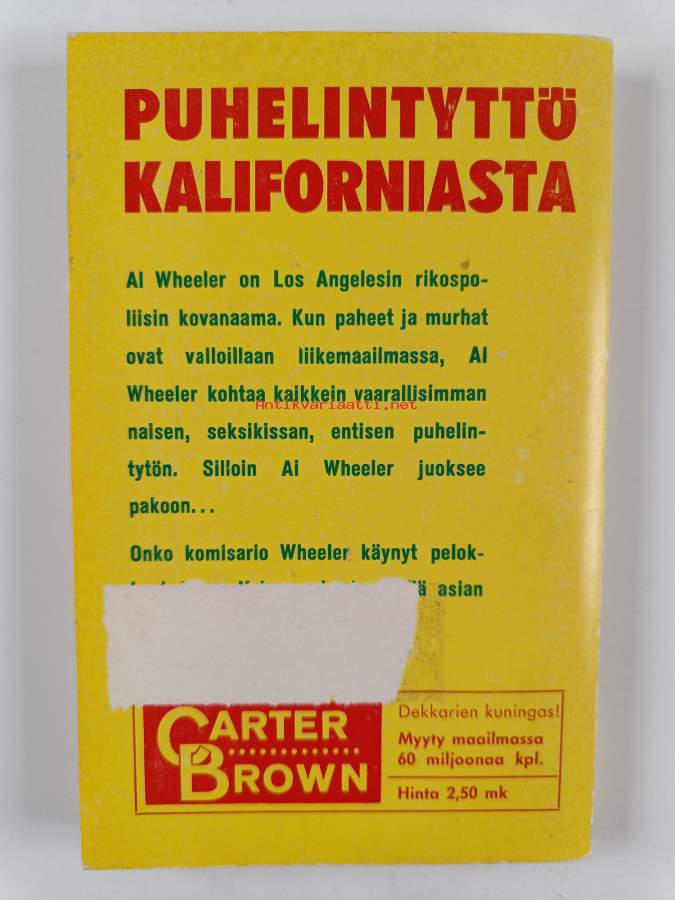 PUHELINTYTTÖ
KALIFORNIASTA
Al Wheeler on Los Angelesin rikospo-
liisin kovanaama. Kun paheet ja murhat
ovat valloillaan liikemaailmassa, Al
Wheeler kohtaa kaikkein vaarallisimman
Antikvariaatti.net
naisen, seksikissan, entisen puhelin-
tytön. Silloin Al Wheeler juoksee
pakoon...
Onko komisario Wheeler käynyt pelok-
asian
CARTER
BROWN
Dekkarien kuningas!
Myyty maailmassa
60 miljoonaa kpl.
Hinta 2,50 mk